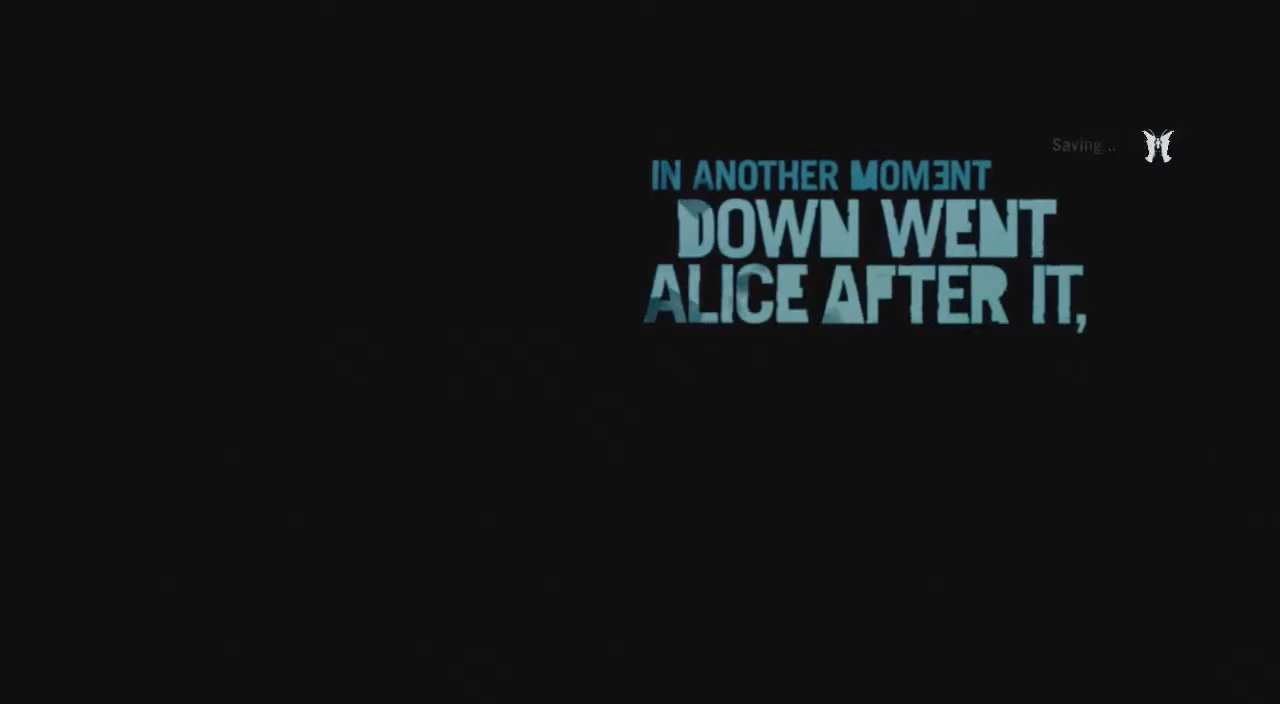 Saving...
IN ANOTHER MOMENT
DOWN WENT
ALICE AFTER IT,